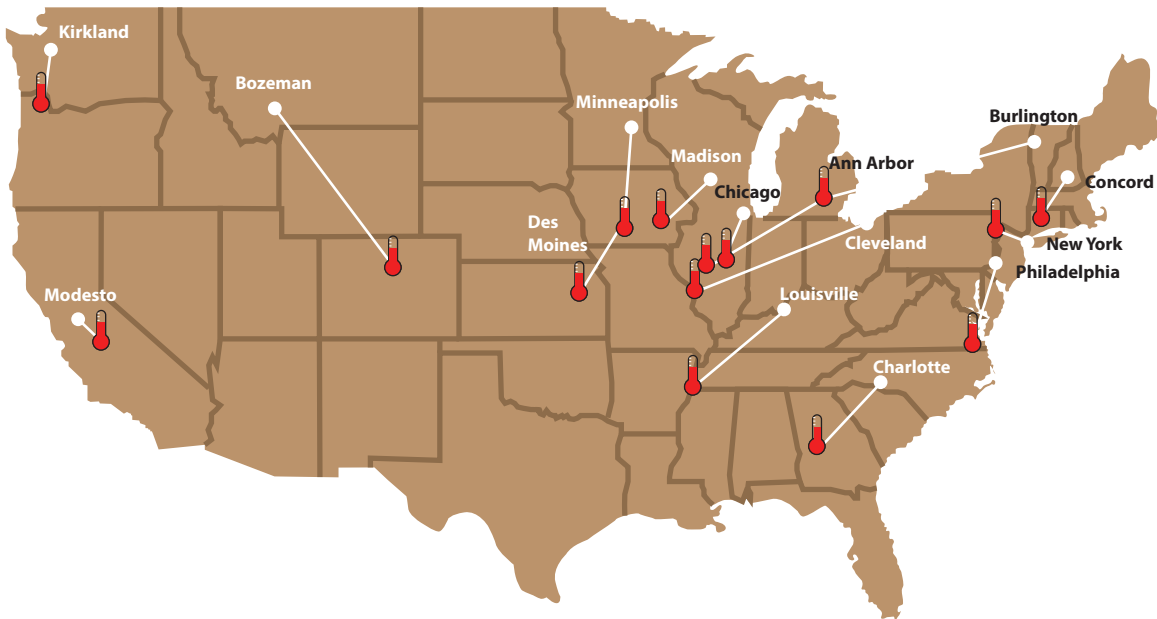 Kirkland
Bozeman
Minneapolis
Burlington
Madison
Ann Arbor
Chicago
Concord
Des
Moines
Cleveland
New York
Philadelphia
Modesto
Louisville
Charlotte